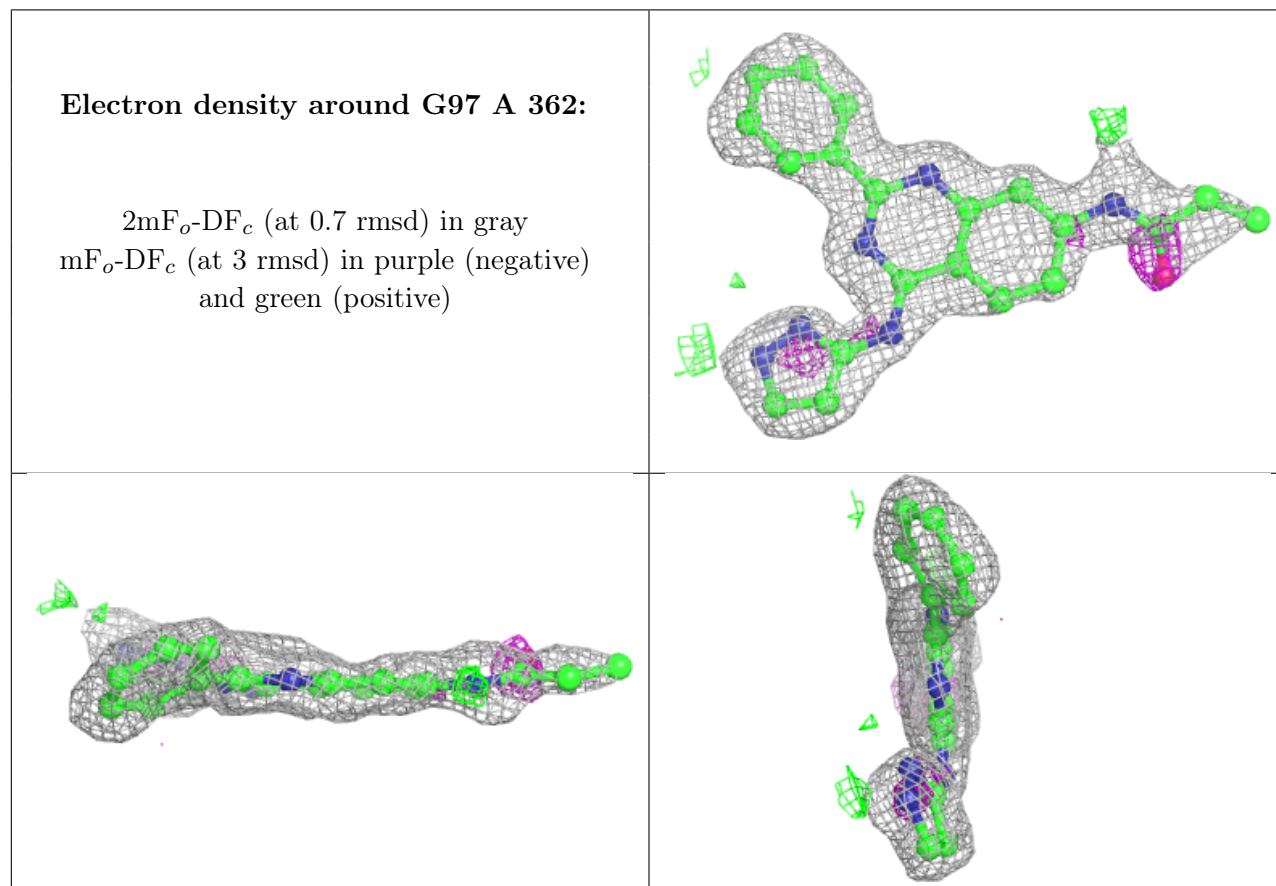 Electron density around G97 A 362:
2mFo-DFc (at 0.7 rmsd) in gray
mFo-DFc (at 3 rmsd) in purple (negative)
and green (positive)